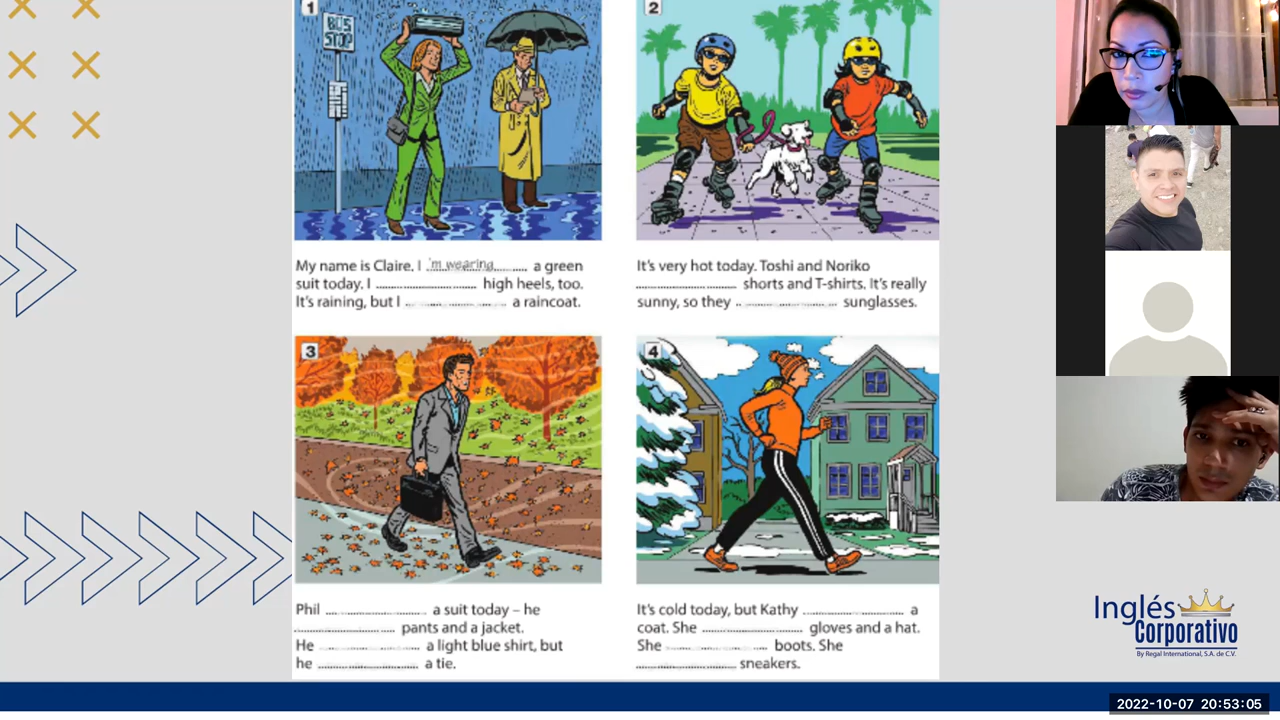 1
BUS
STOP
2
My name is Claire. I 'm wearing a green
suit today. I .......................... high heels, too.
It's raining, but I .......................... a raincoat.
It's very hot today. Toshi and Noriko
.......................... shorts and T-shirts. It's really
sunny, so they .......................... sunglasses.
3
4
Phil .......................... a suit today – he
.......................... pants and a jacket.
He .......................... a light blue shirt, but
he .......................... a tie.
It's cold today, but Kathy .......................... a
coat. She .......................... gloves and a hat.
She .......................... boots. She
.......................... sneakers.
Inglés
Corporativo
By Regal International, S.A. de C.V.
2022-10-07 20:53:05